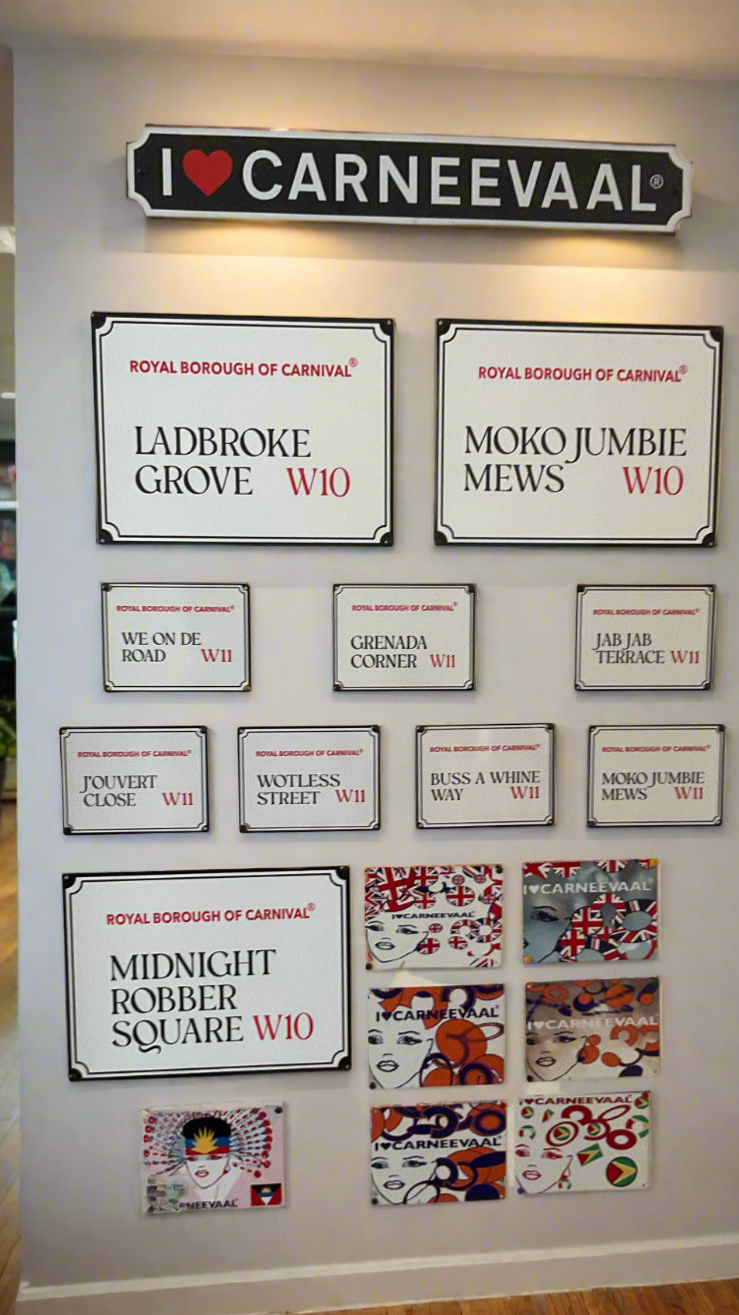 I ❤ CARNEEVAAL®
ROYAL BOROUGH OF CARNIVAL®
LADBROKE
GROVE W10
ROYAL BOROUGH OF CARNIVAL®
MOKO JUMBIE
MEWS W10
ROYAL BOROUGH OF CARNIVAL®
WE ON DE
ROAD W11
ROYAL BOROUGH OF CARNIVAL®
GRENADA
CORNER W11
ROYAL BOROUGH OF CARNIVAL®
JAB JAB
TERRACE W11
ROYAL BOROUGH OF CARNIVAL®
J'OUVERT
CLOSE W11
ROYAL BOROUGH OF CARNIVAL®
WOTLESS
STREET W11
ROYAL BOROUGH OF CARNIVAL®
BUSS A WHINE
WAY W11
ROYAL BOROUGH OF CARNIVAL®
MOKO JUMBIE
MEWS W11
ROYAL BOROUGH OF CARNIVAL®
MIDNIGHT
ROBBER
SQUARE W10
I♥CARNEEVAAL®
I♥CARNEEVAAL®
I♥CARNEEVAAL®
I♥CARNEEVAAL®
I♥CARNEEVAAL®
CARNEEVAAL®
NEEVAAL®